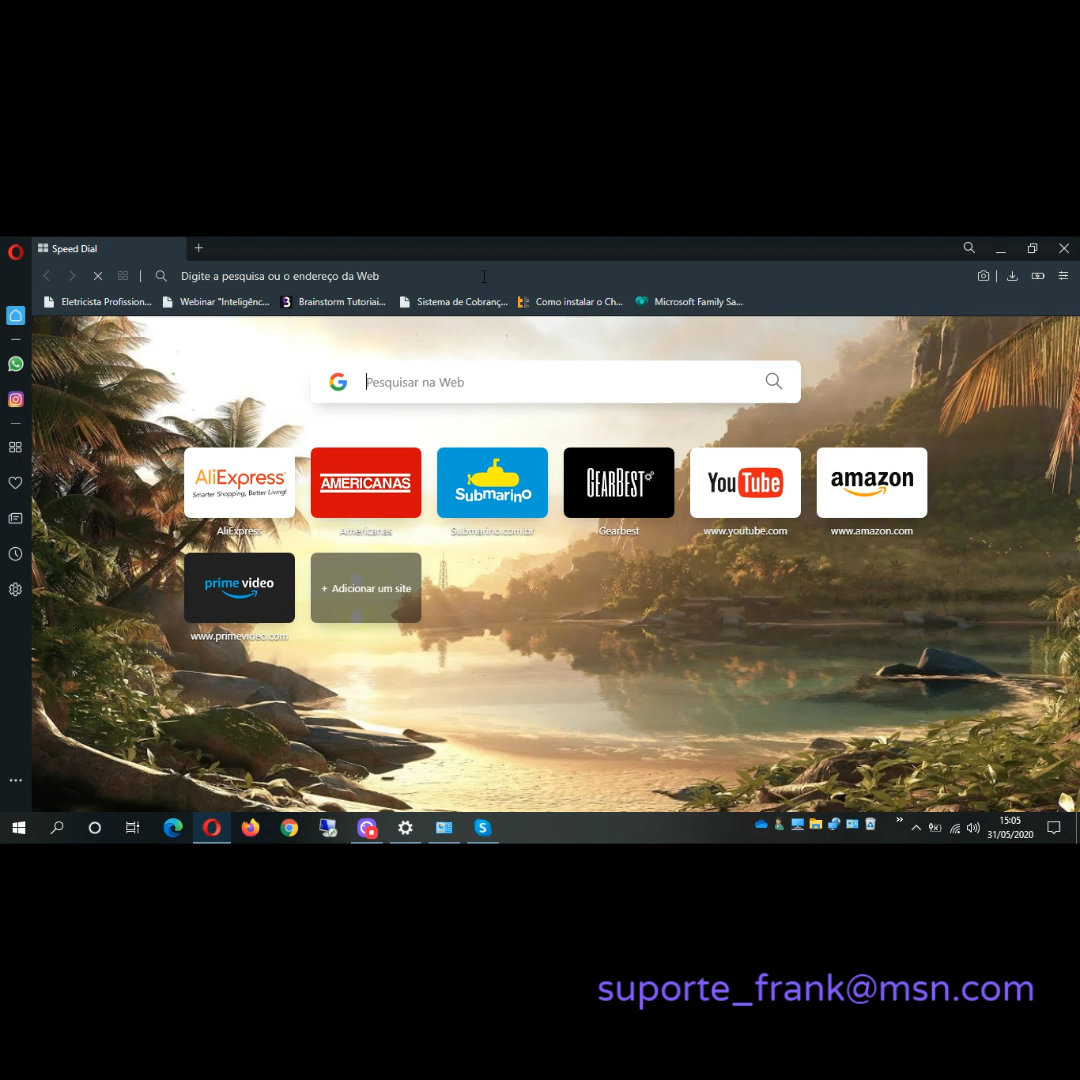 Speed Dial
Digite a pesquisa ou o endereço da Web
Eletricista Profission... Webinar "Inteligênc... Brainstorm Tutoriai... Sistema de Cobranç... Como instalar o Ch... Microsoft Family Sa...
Pesquisar na Web
AliExpress
Smarter Shopping, Better Living!
AMERICANAS
Submarino
GEARBEST
YouTube
amazon
AliExpress Americanas Submarino.com.br Gearbest www.youtube.com www.amazon.com
prime video
+ Adicionar um site
www.primevideo.com
15:05
31/05/2020
suporte_frank@msn.com